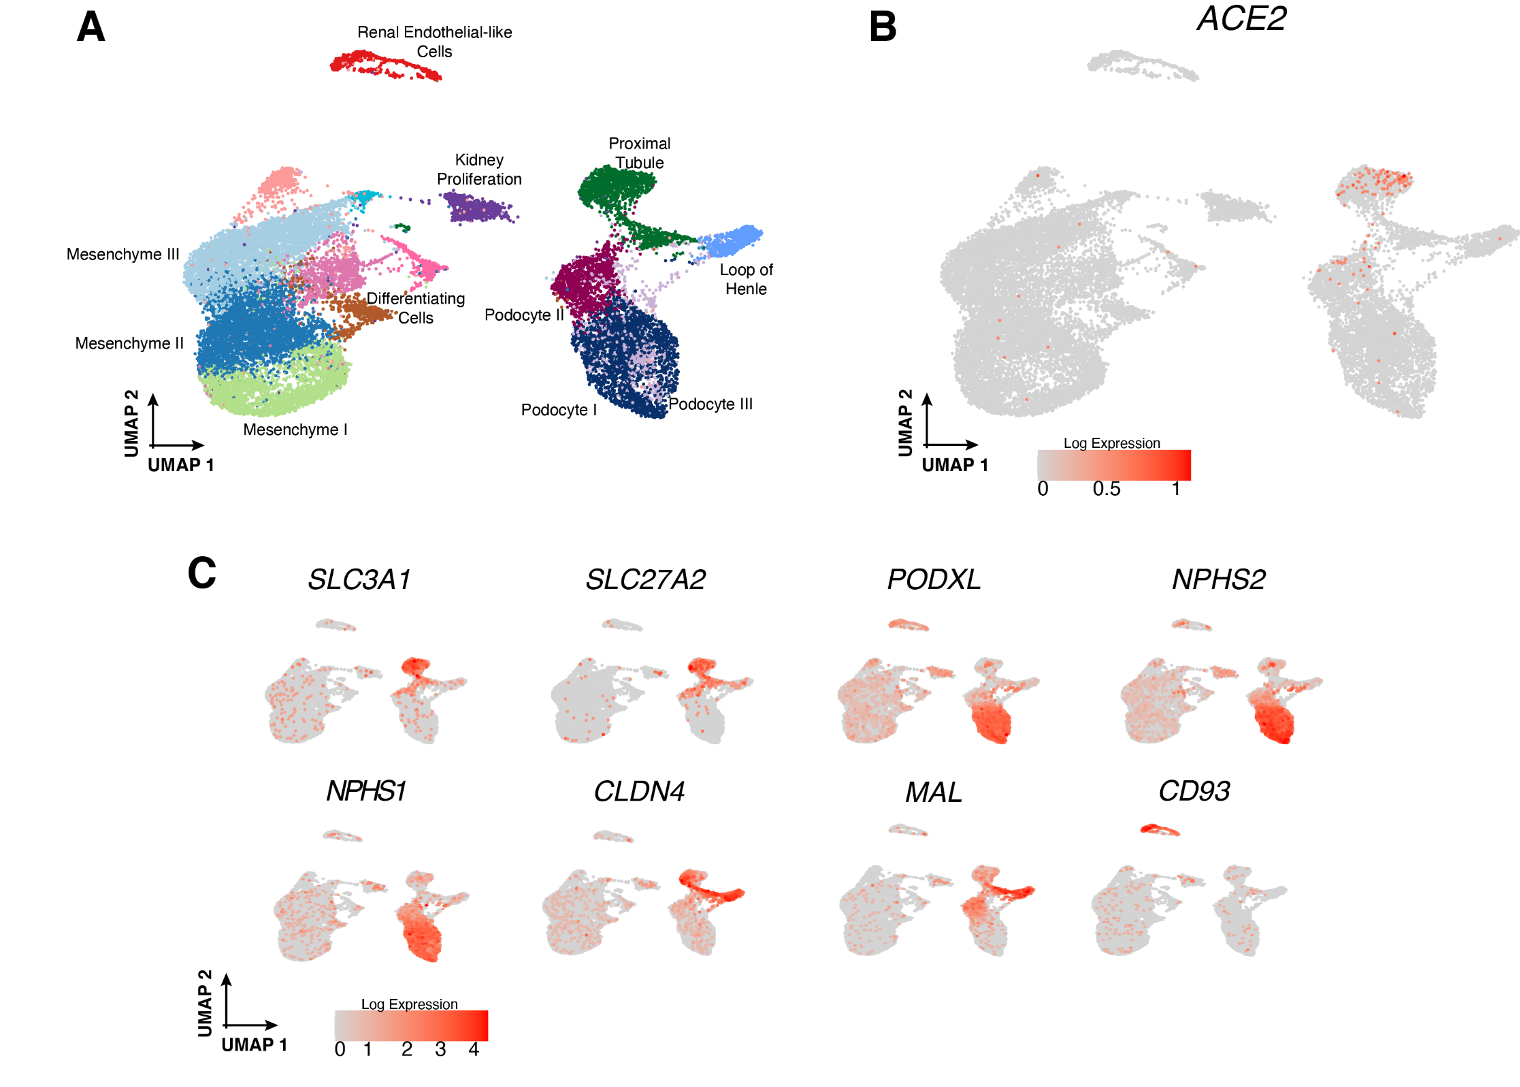 A
Renal Endothelial-like
Cells
Kidney
Proliferation
Proximal
Tubule
Mesenchyme III
Differentiating
Cells
Loop of
Henle
Podocyte II
Mesenchyme II
Podocyte I
Podocyte III
Mesenchyme I
UMAP 2
UMAP 1
B
ACE2
UMAP 2
UMAP 1
Log Expression
0 0.5 1
C
SLC3A1
SLC27A2
PODXL
NPHS2
NPHS1
CLDN4
MAL
CD93
UMAP 2
UMAP 1
Log Expression
0 1 2 3 4